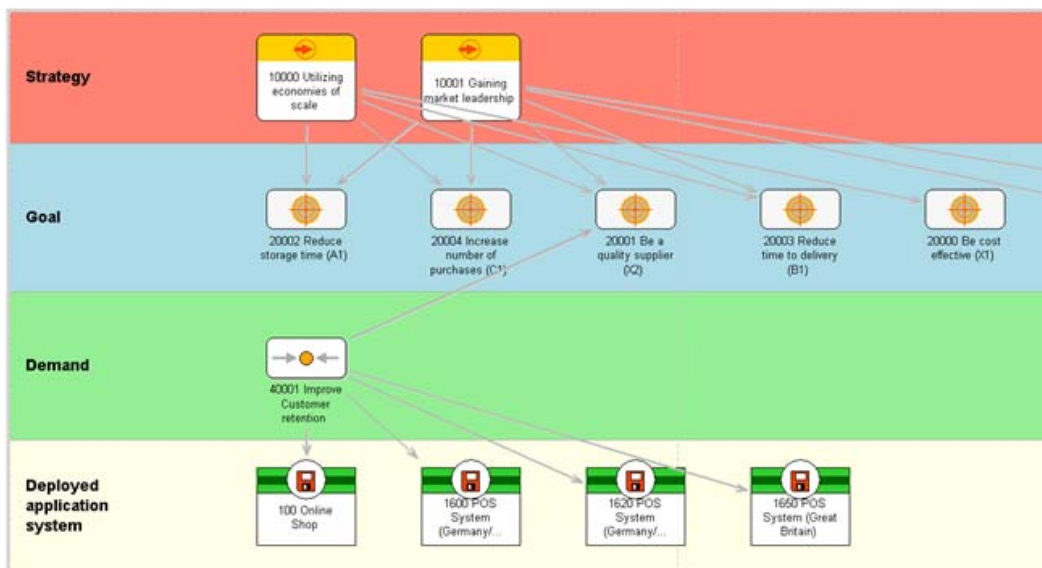 Strategy
10000 Utilizing
economies of
scale
10001 Gaining
market leadership
Goal
20002 Reduce
storage time (A1)
20004 Increase
number of
purchases (C1)
20001 Be a
quality supplier
(X2)
20003 Reduce
time to delivery
(B1)
20000 Be cost
effective (X1)
Demand
40001 Improve
Customer
retention
Deployed
application
system
100 Online
Shop
1600 POS
System
(Germany/...
1620 POS
System
(Germany/...
1650 POS
System (Great
Britain)